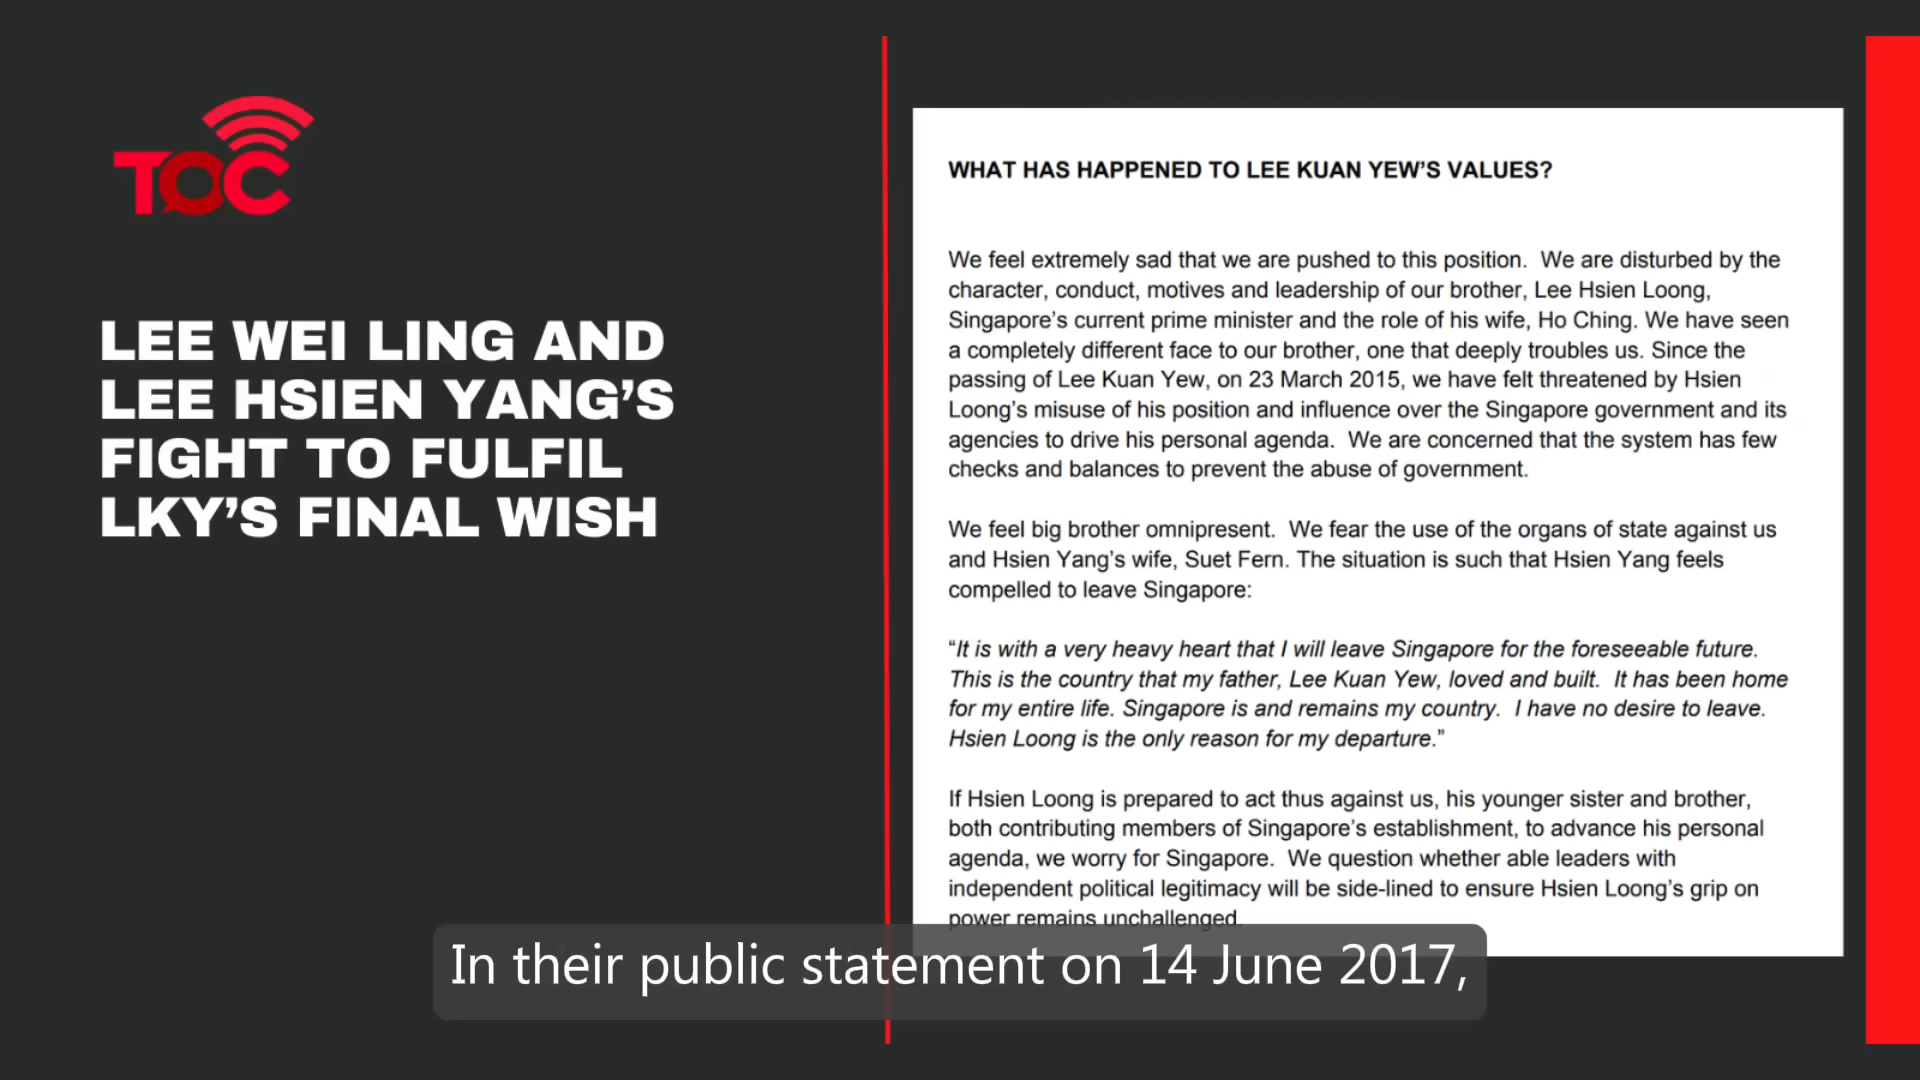 TOC
LEE WEI LING AND
LEE HSIEN YANG’S
FIGHT TO FULFIL
LKY’S FINAL WISH
WHAT HAS HAPPENED TO LEE KUAN YEW’S VALUES?
We feel extremely sad that we are pushed to this position.  We are disturbed by the
character, conduct, motives and leadership of our brother, Lee Hsien Loong,
Singapore’s current prime minister and the role of his wife, Ho Ching. We have seen
a completely different face to our brother, one that deeply troubles us. Since the
passing of Lee Kuan Yew, on 23 March 2015, we have felt threatened by Hsien
Loong’s misuse of his position and influence over the Singapore government and its
agencies to drive his personal agenda.  We are concerned that the system has few
checks and balances to prevent the abuse of government.
We feel big brother omnipresent.  We fear the use of the organs of state against us
and Hsien Yang’s wife, Suet Fern. The situation is such that Hsien Yang feels
compelled to leave Singapore:
“It is with a very heavy heart that I will leave Singapore for the foreseeable future.
This is the country that my father, Lee Kuan Yew, loved and built.  It has been home
for my entire life. Singapore is and remains my country.  I have no desire to leave.
Hsien Loong is the only reason for my departure.”
If Hsien Loong is prepared to act thus against us, his younger sister and brother,
both contributing members of Singapore’s establishment, to advance his personal
agenda, we worry for Singapore.  We question whether able leaders with
independent political legitimacy will be side-lined to ensure Hsien Loong’s grip on
power remains unchallenged.
In their public statement on 14 June 2017,